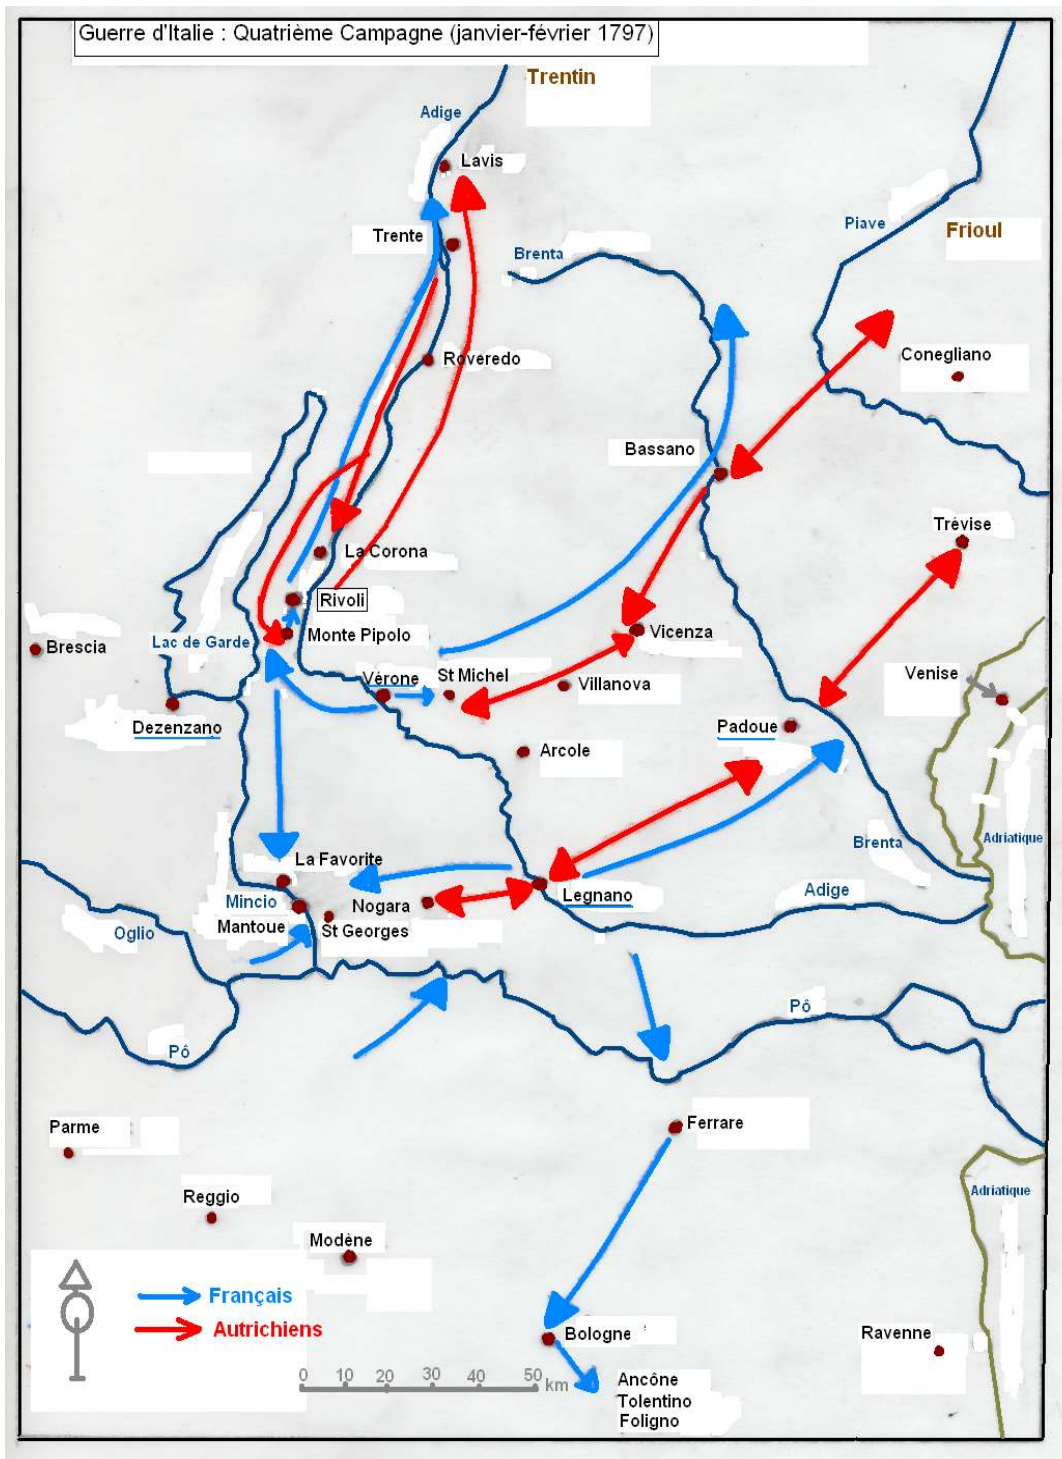 Guerre d'Italie : Quatrième Campagne (janvier-février 1797)
Trentin
Adige
Lavis
Piave
Frioul
Trente
Brenta
Roveredo
Conegliano
Bassano
Trévise
La Corona
Rivoli
Monte Pipolo
Lac de Garde
Brescia
Vicenza
Vérone
St Michel
Villanova
Venise
Dezenzano
Padoue
Arcole
Adriatique
Brenta
La Favorite
Mincio
Nogara
Legnano
Adige
Mantoue
St Georges
Oglio
Pô
Pô
Parme
Ferrare
Reggio
Adriatique
Modène
Français
Autrichiens
Bologne
Ravenne
0 10 20 30 40 50 km
Ancône
Tolentino
Foligno